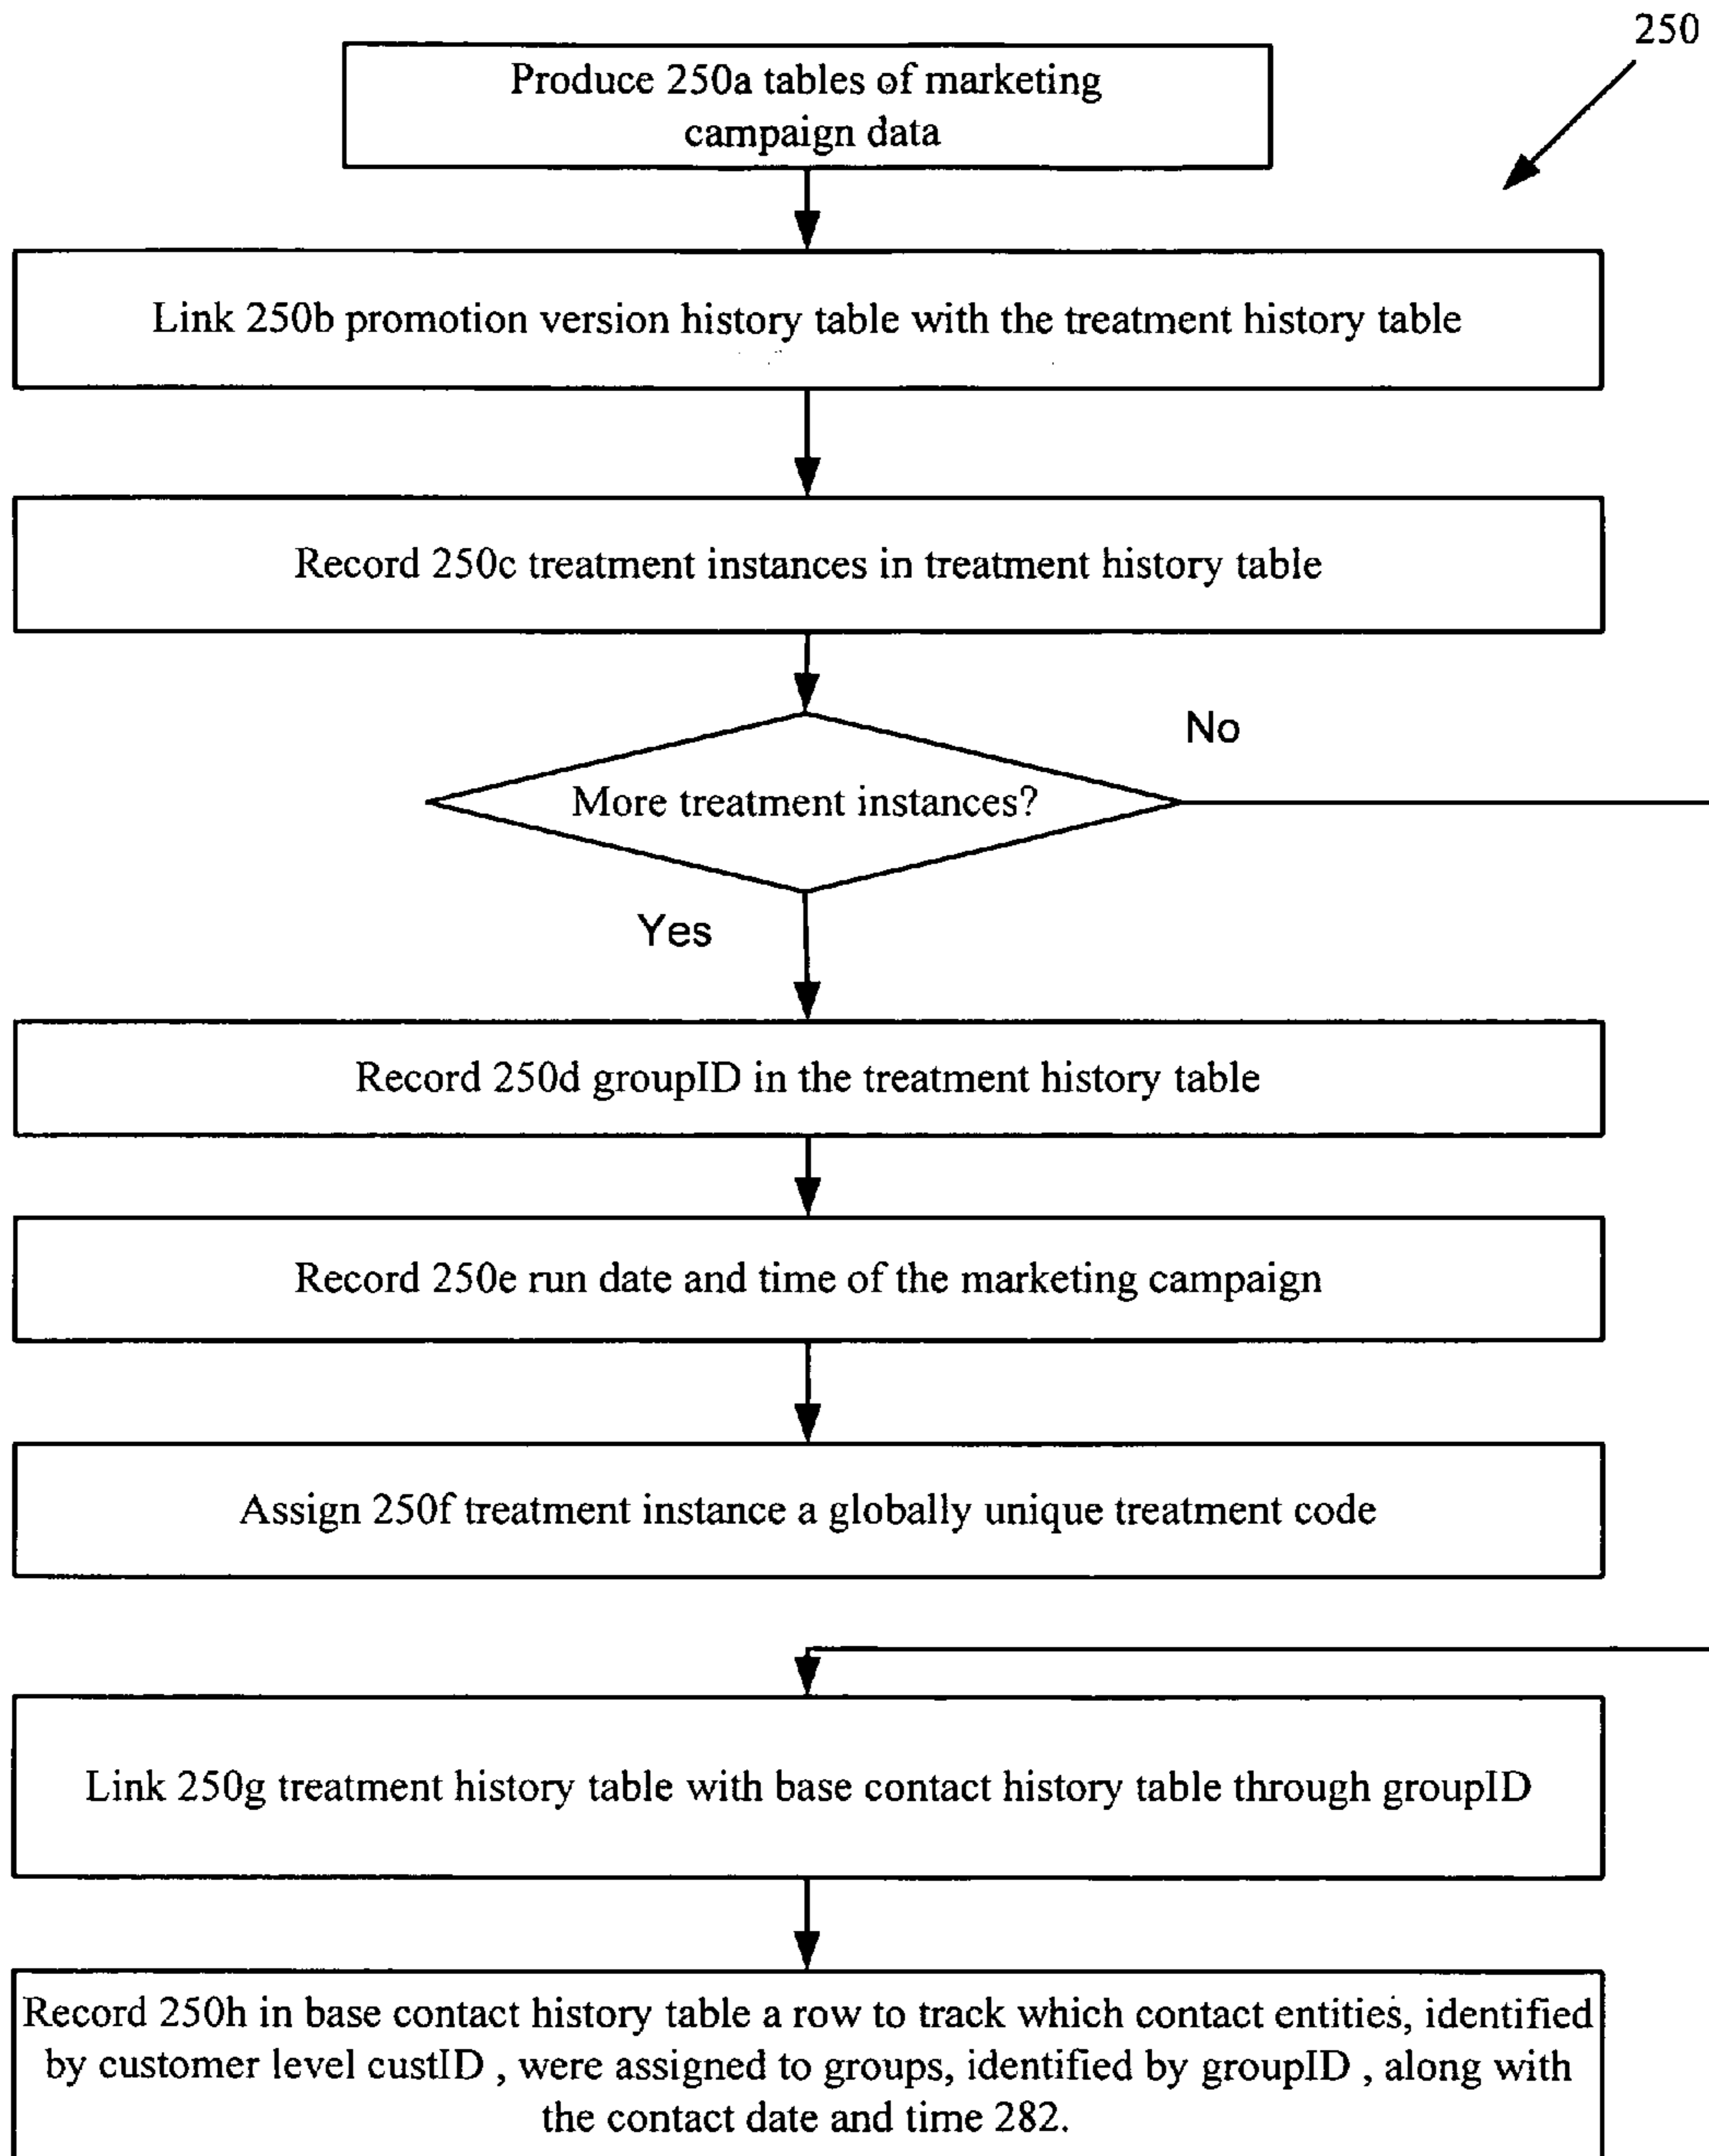 250
Produce 250a tables of marketing
campaign data
Link 250b promotion version history table with the treatment history table
Record 250c treatment instances in treatment history table
No
More treatment instances?
Yes
Record 250d groupID in the treatment history table
Record 250e run date and time of the marketing campaign
Assign 250f treatment instance a globally unique treatment code
Link 250g treatment history table with base contact history table through groupID
Record 250h in base contact history table a row to track which contact entities, identified
by customer level custID , were assigned to groups, identified by groupID , along with
the contact date and time 282.